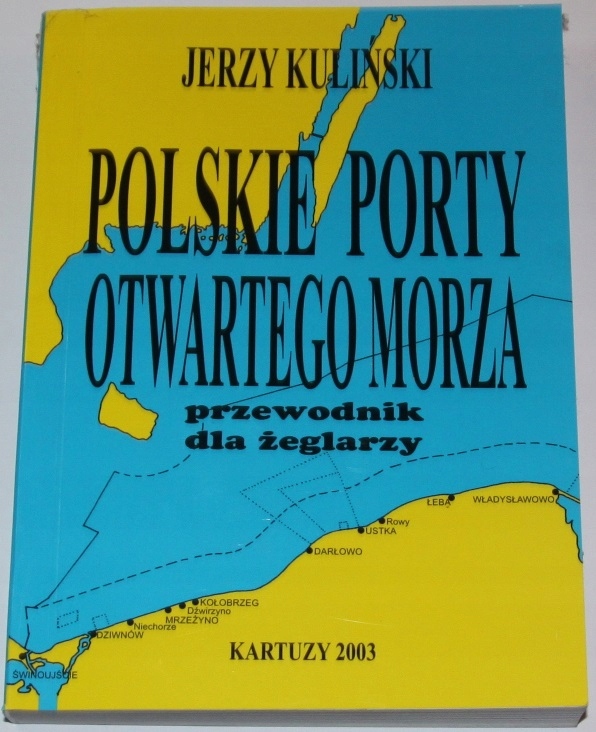 JERZY KULIŃSKI
POLSKIE PORTY
OTWARTEGO MORZA
przewodnik
dla żeglarzy
ŁEBA
WŁADYSŁAWOWO
Rowy
USTKA
DARŁOWO
KOŁOBRZEG
Dźwirzyno
MRZEŻYNO
Niechorze
DZIWNÓW
ŚWINOUJŚCIE
KARTUZY 2003